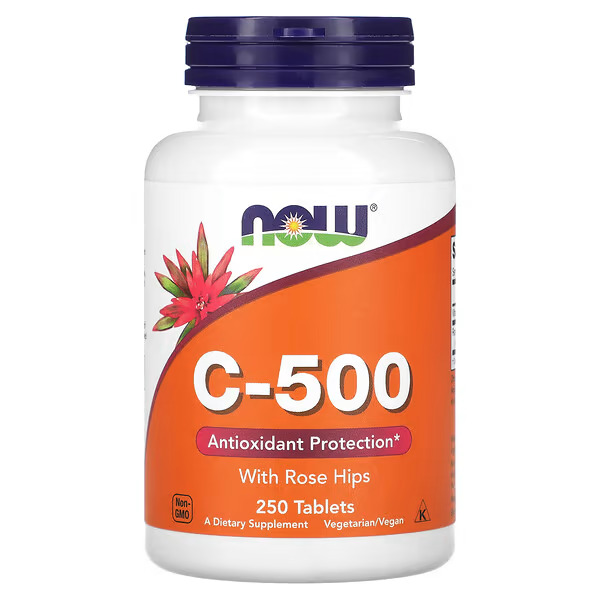 NOW®
C-500
Antioxidant Protection*
With Rose Hips
250 Tablets
Non-
GMO
A Dietary Supplement Vegetarian/Vegan
K